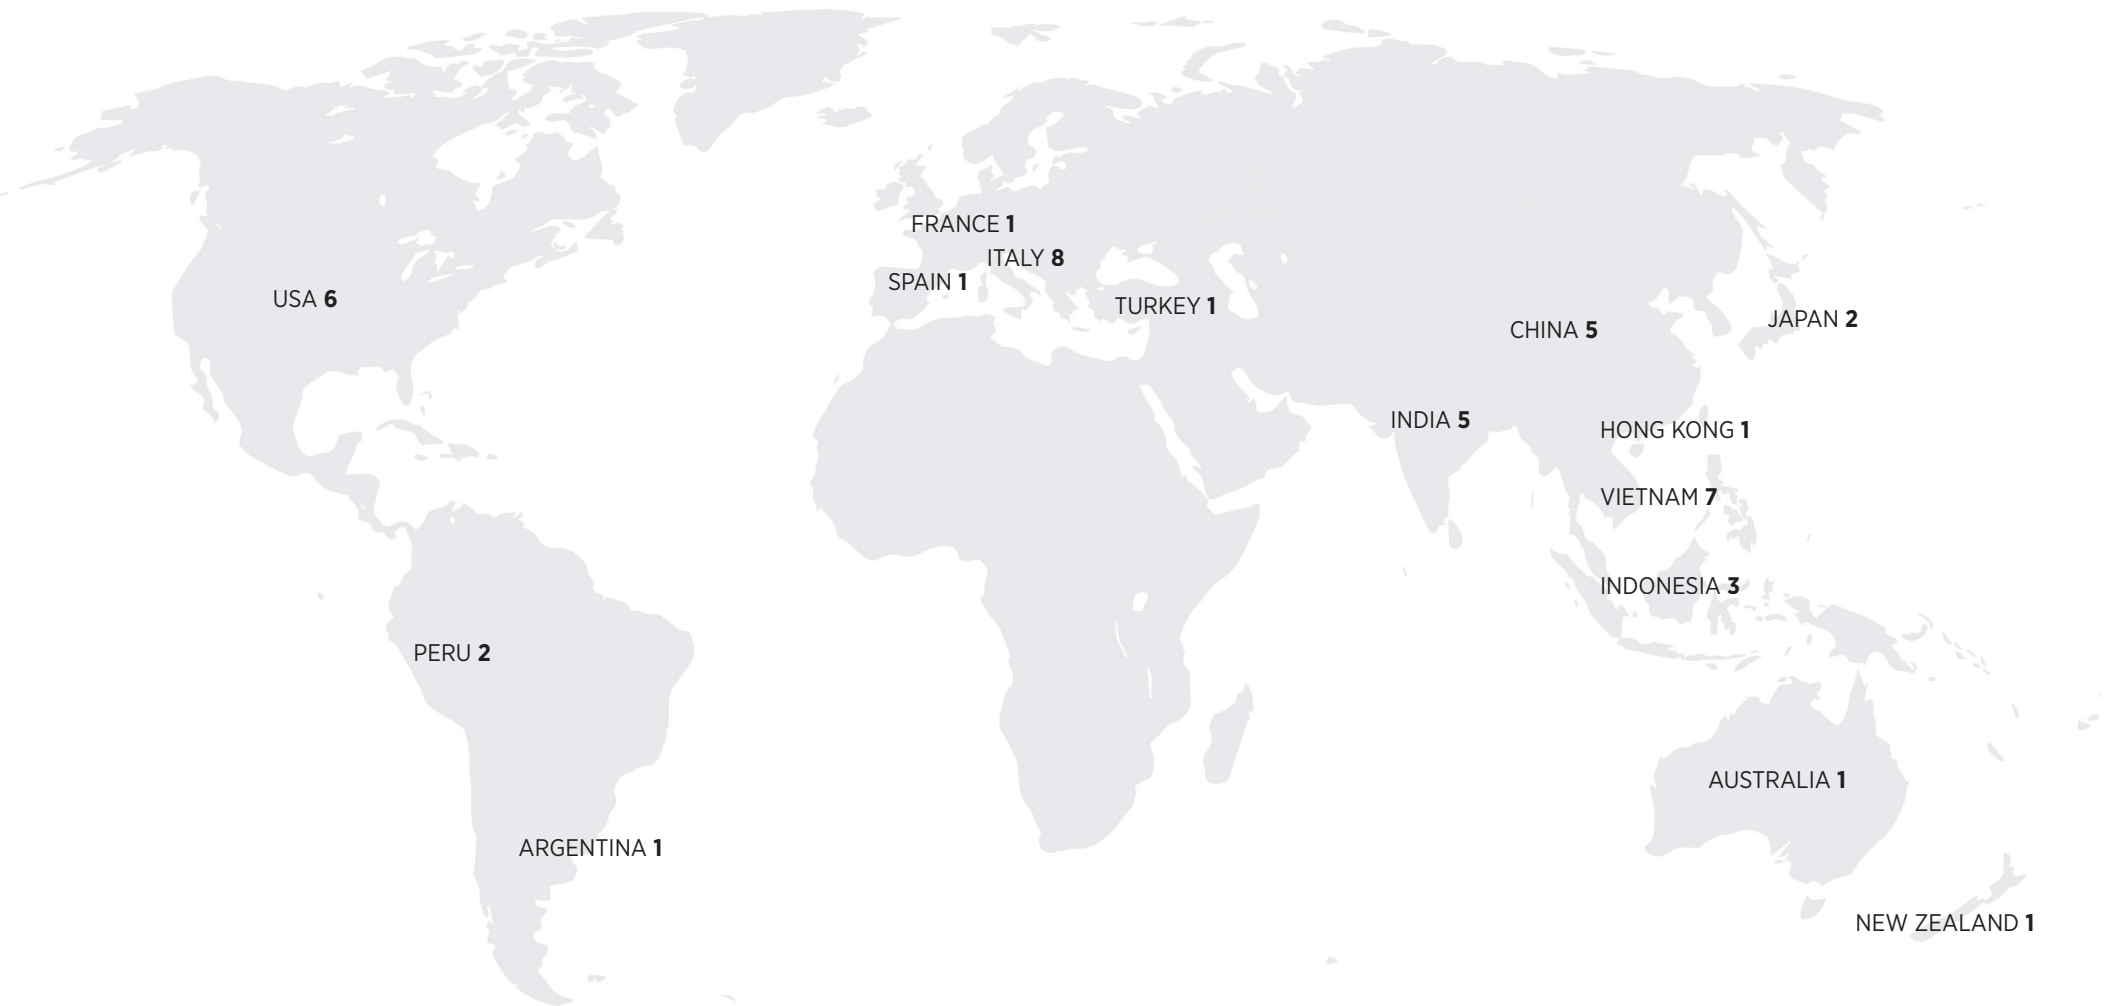 FRANCE 1
ITALY 8
SPAIN 1
USA 6
TURKEY 1
JAPAN 2
CHINA 5
INDIA 5
HONG KONG 1
VIETNAM 7
INDONESIA 3
PERU 2
AUSTRALIA 1
ARGENTINA 1
NEW ZEALAND 1